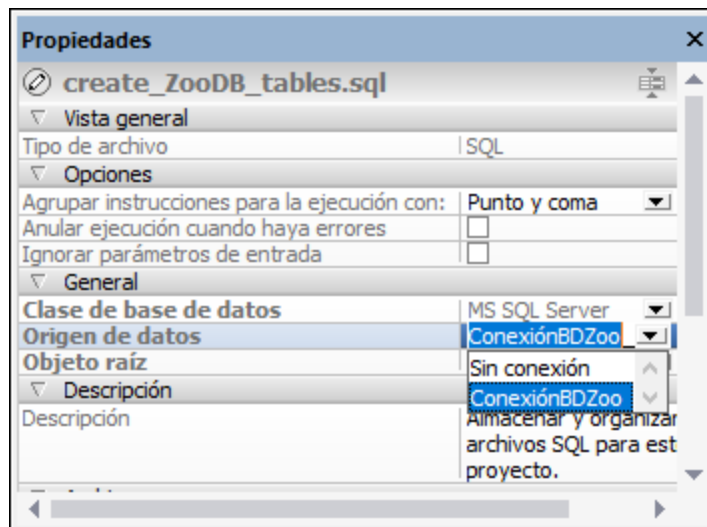 Propiedades
create_ZooDB_tables.sql
Vista general
Tipo de archivo SQL
Opciones
Agrupar instrucciones para la ejecución con: Punto y coma
Anular ejecución cuando haya errores
Ignorar parámetros de entrada
General
Clase de base de datos MS SQL Server
Origen de datos ConexiónBDZoo
Objeto raíz
Sin conexión
ConexiónBDZoo
Descripción
Descripción Almacenar y organizar
archivos SQL para est
proyecto.